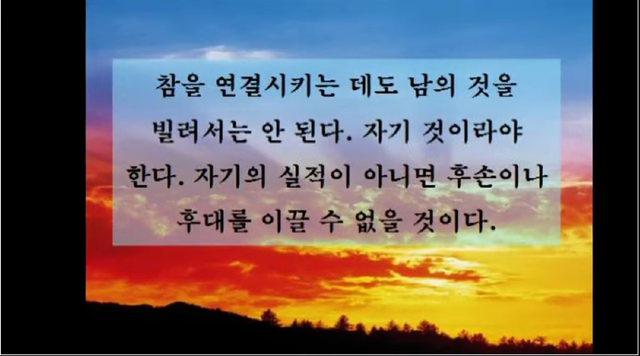 참을 연결시키는 데도 남의 것을
빌려서는 안 된다. 자기 것이라야
한다. 자기의 실적이 아니면 후손이나
후대를 이끌 수 없을 것이다.